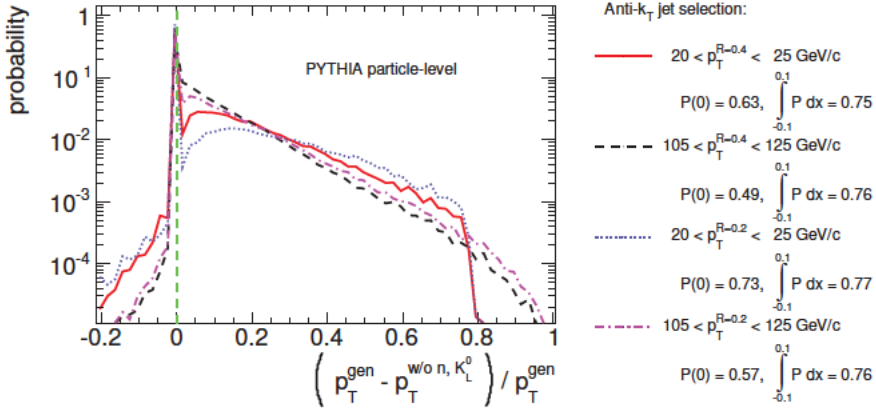 probability
1
10^-1
10^-2
10^-3
10^-4
-0.2 0 0.2 0.4 0.6 0.8 1
PYTHIA particle-level
( p_T^gen - p_T^{w/o n, K_L^0} ) / p_T^gen
Anti-k_T jet selection:
20 < p_T^{R=0.4} < 25 GeV/c
P(0) = 0.63, ∫_{-0.1}^{0.1} P dx = 0.75
105 < p_T^{R=0.4} < 125 GeV/c
P(0) = 0.49, ∫_{-0.1}^{0.1} P dx = 0.76
20 < p_T^{R=0.2} < 25 GeV/c
P(0) = 0.73, ∫_{-0.1}^{0.1} P dx = 0.77
105 < p_T^{R=0.2} < 125 GeV/c
P(0) = 0.57, ∫_{-0.1}^{0.1} P dx = 0.76